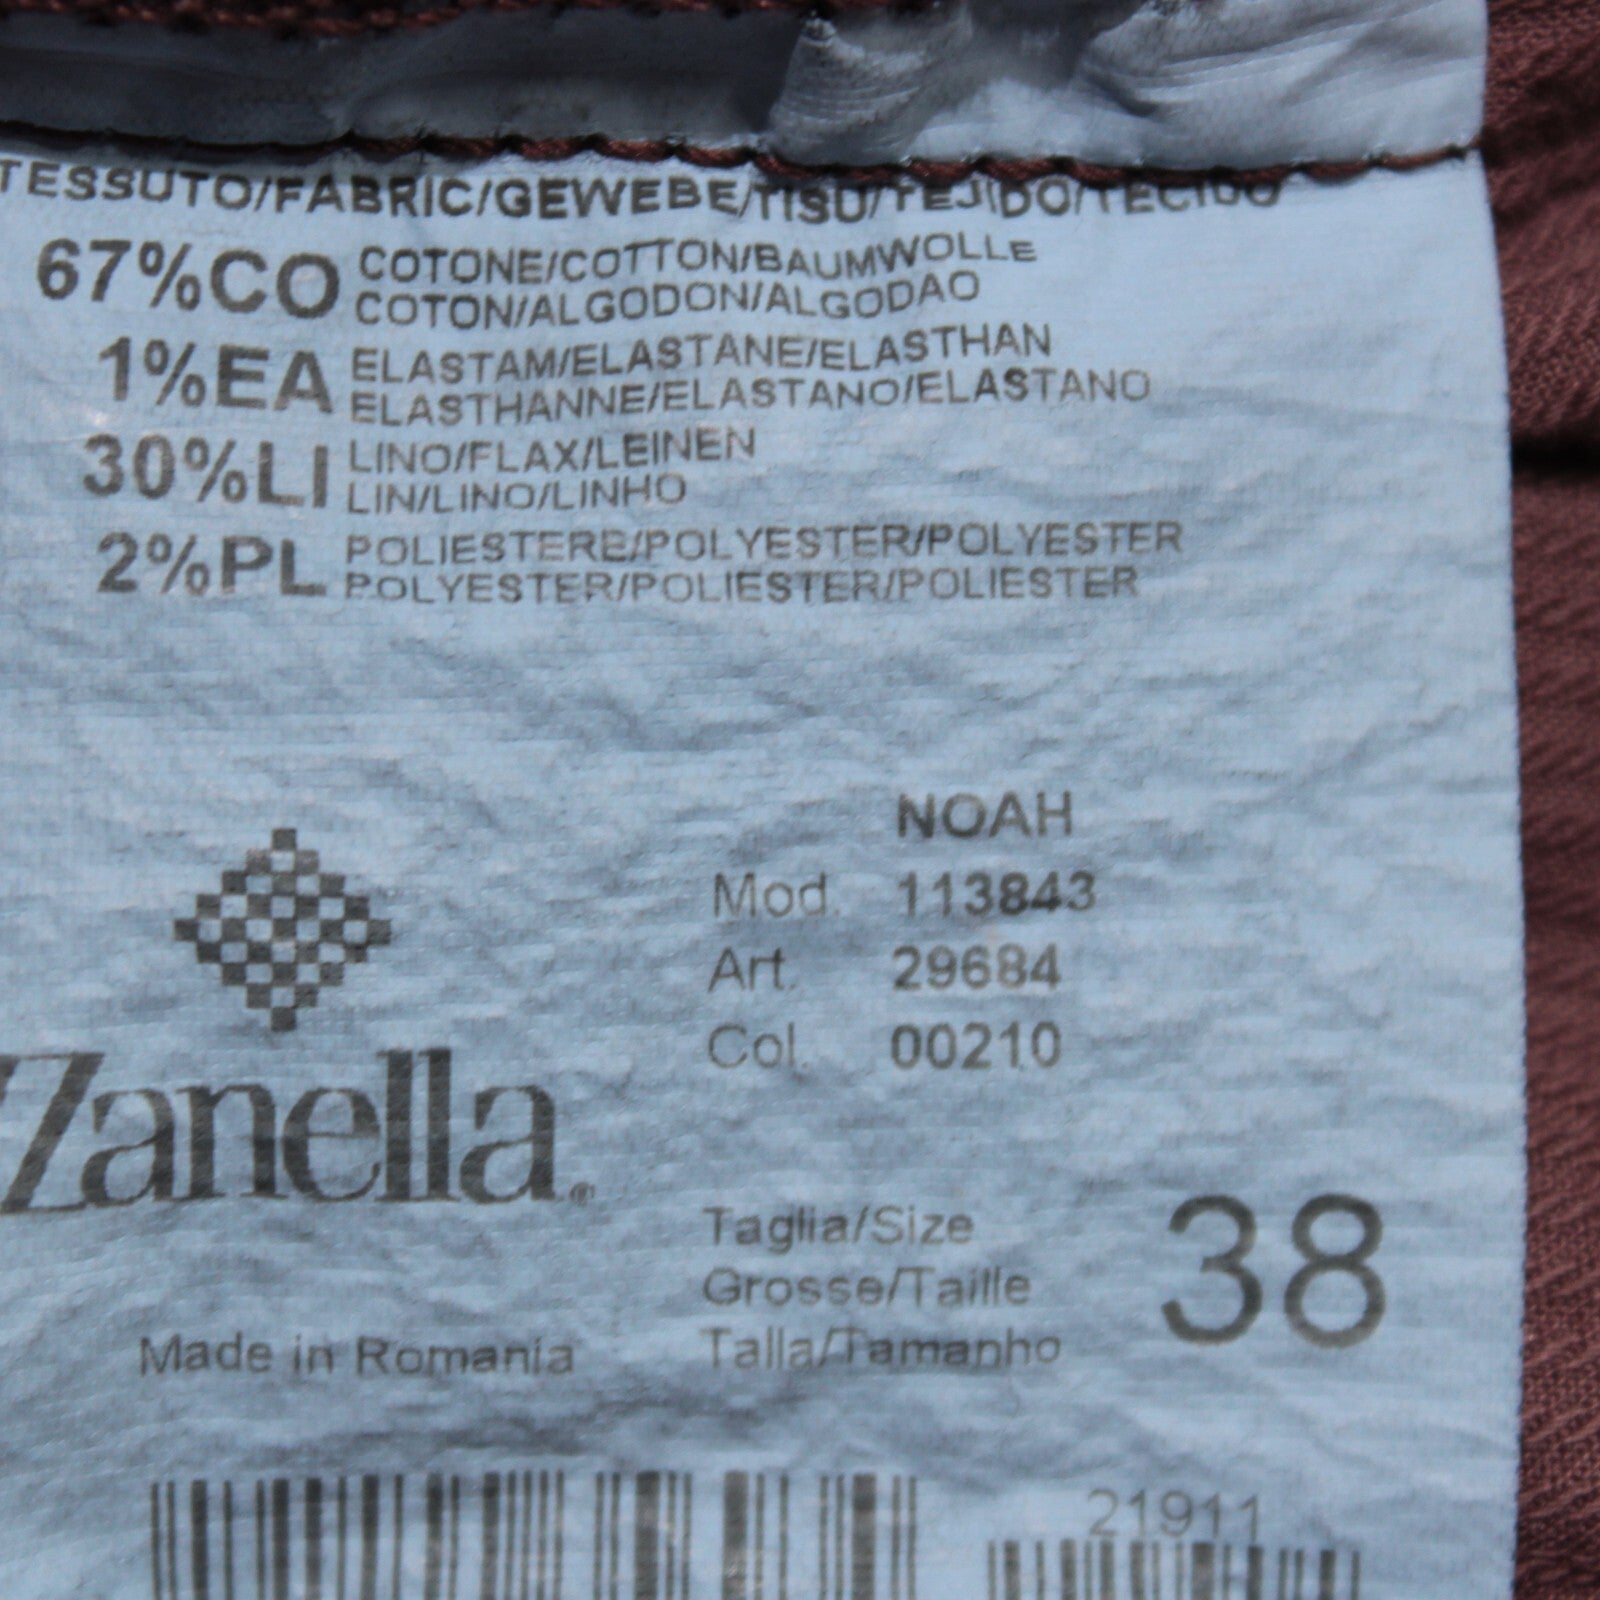 TESSUTO/FABRIC/GEWEBE/TISU/TEJIDO/TECIDO
67%CO COTONE/COTTON/BAUMWOLLE
COTON/ALGODON/ALGODAO
1%EA ELASTAM/ELASTANE/ELASTHAN
ELASTHANNE/ELASTANO/ELASTANO
30%LI LINO/FLAX/LEINEN
LIN/LINO/LINHO
2%PL POLIESTERE/POLYESTER/POLYESTER
POLYESTER/POLIESTER/POLIESTER
NOAH
Mod. 113843
Art. 29684
Col. 00210
Zanella®
Taglia/Size
Grosse/Taille
Talla/Tamanho
38
Made in Romania
21911